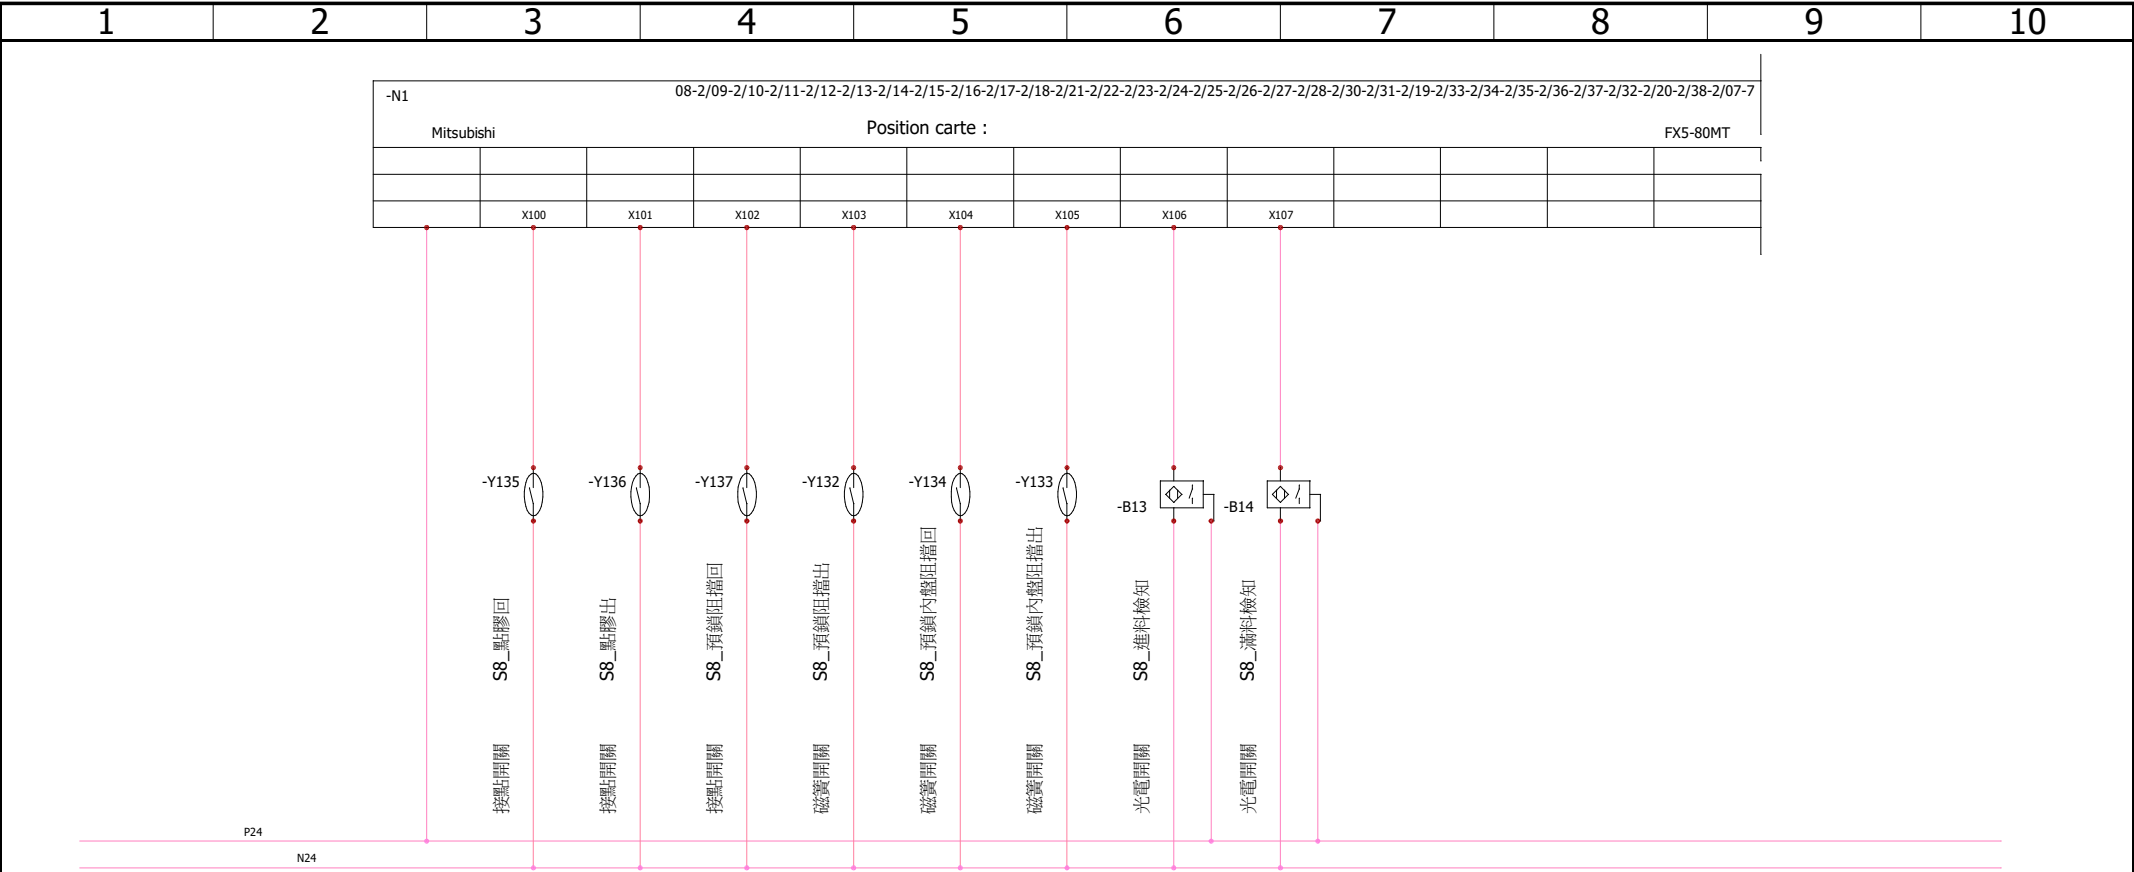 1 2 3 4 5 6 7 8 9 10
-N1 08-2/09-2/10-2/11-2/12-2/13-2/14-2/15-2/16-2/17-2/18-2/21-2/22-2/23-2/24-2/25-2/26-2/27-2/28-2/30-2/31-2/19-2/33-2/34-2/35-2/36-2/37-2/32-2/20-2/38-2/07-7
Mitsubishi Position carte : FX5-80MT
X100 X101 X102 X103 X104 X105 X106 X107
-Y135 -Y136 -Y137 -Y132 -Y134 -Y133 -B13 -B14
S8_點膠回
S8_點膠出
S8_預鎖阻擋回
S8_預鎖阻擋出
S8_預鎖內盤阻擋回
S8_預鎖內盤阻擋出
S8_進料檢知
S8_滿料檢知
接點開關
接點開關
接點開關
磁簧開關
磁簧開關
磁簧開關
光電開關
光電開關
P24
N24